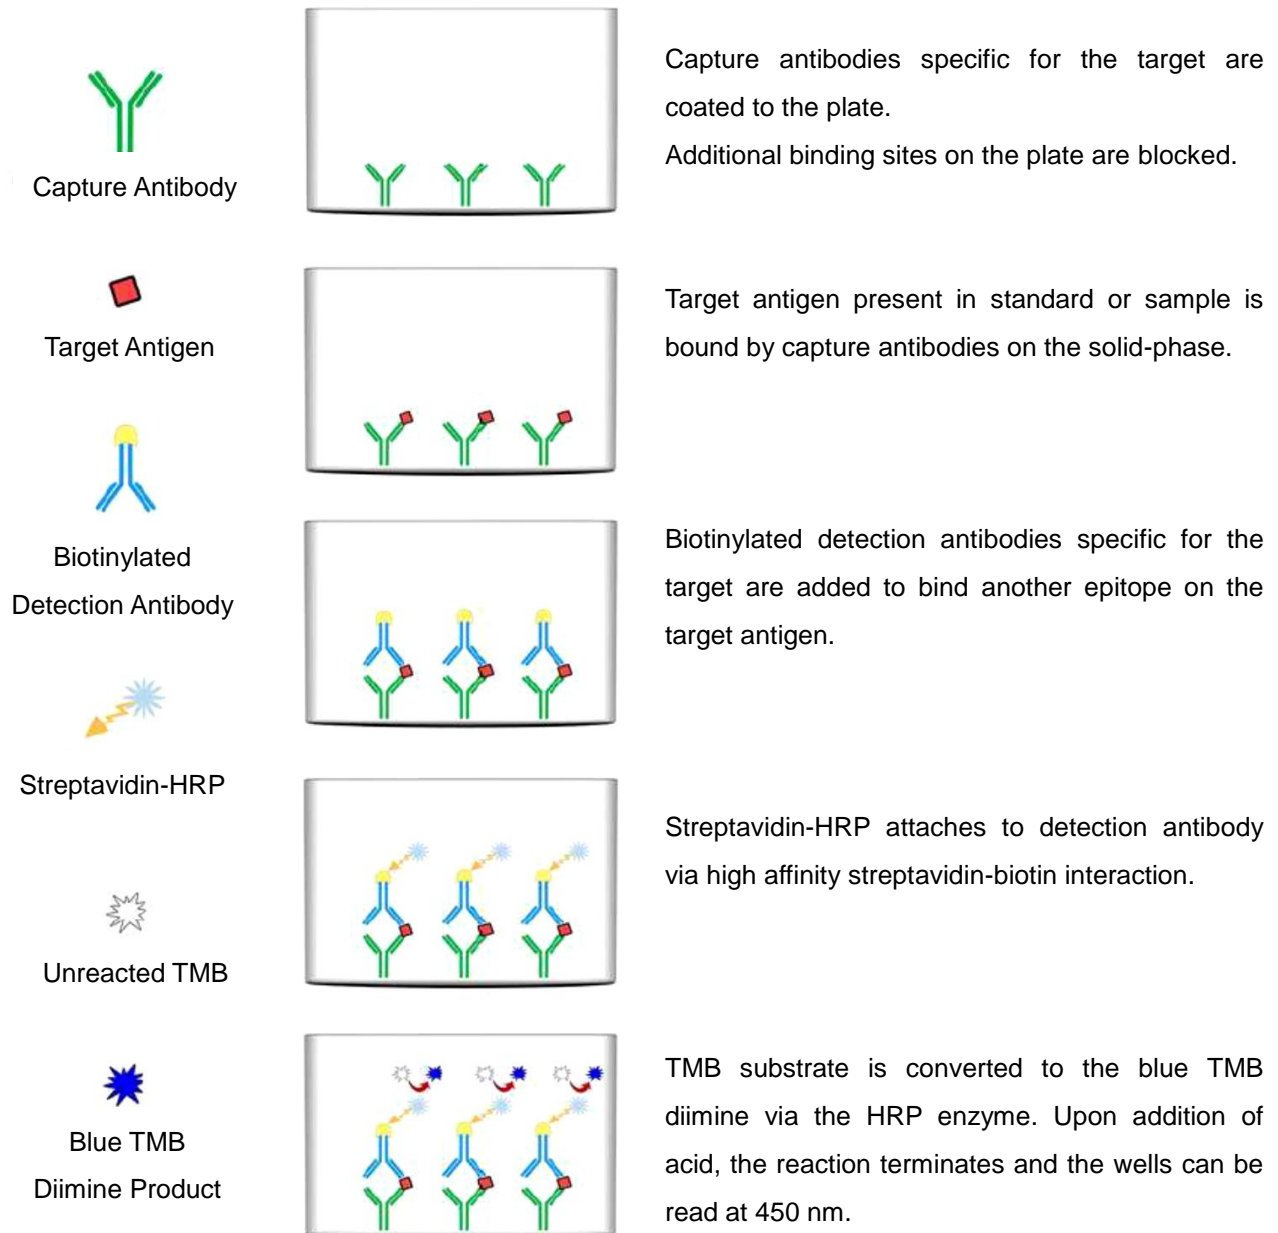 Capture Antibody
Capture antibodies specific for the target are
coated to the plate.
Additional binding sites on the plate are blocked.
Target Antigen
Target antigen present in standard or sample is
bound by capture antibodies on the solid-phase.
Biotinylated
Detection Antibody
Biotinylated detection antibodies specific for the
target are added to bind another epitope on the
target antigen.
Streptavidin-HRP
Streptavidin-HRP attaches to detection antibody
via high affinity streptavidin-biotin interaction.
Unreacted TMB
Blue TMB
Diimine Product
TMB substrate is converted to the blue TMB
diimine via the HRP enzyme. Upon addition of
acid, the reaction terminates and the wells can be
read at 450 nm.